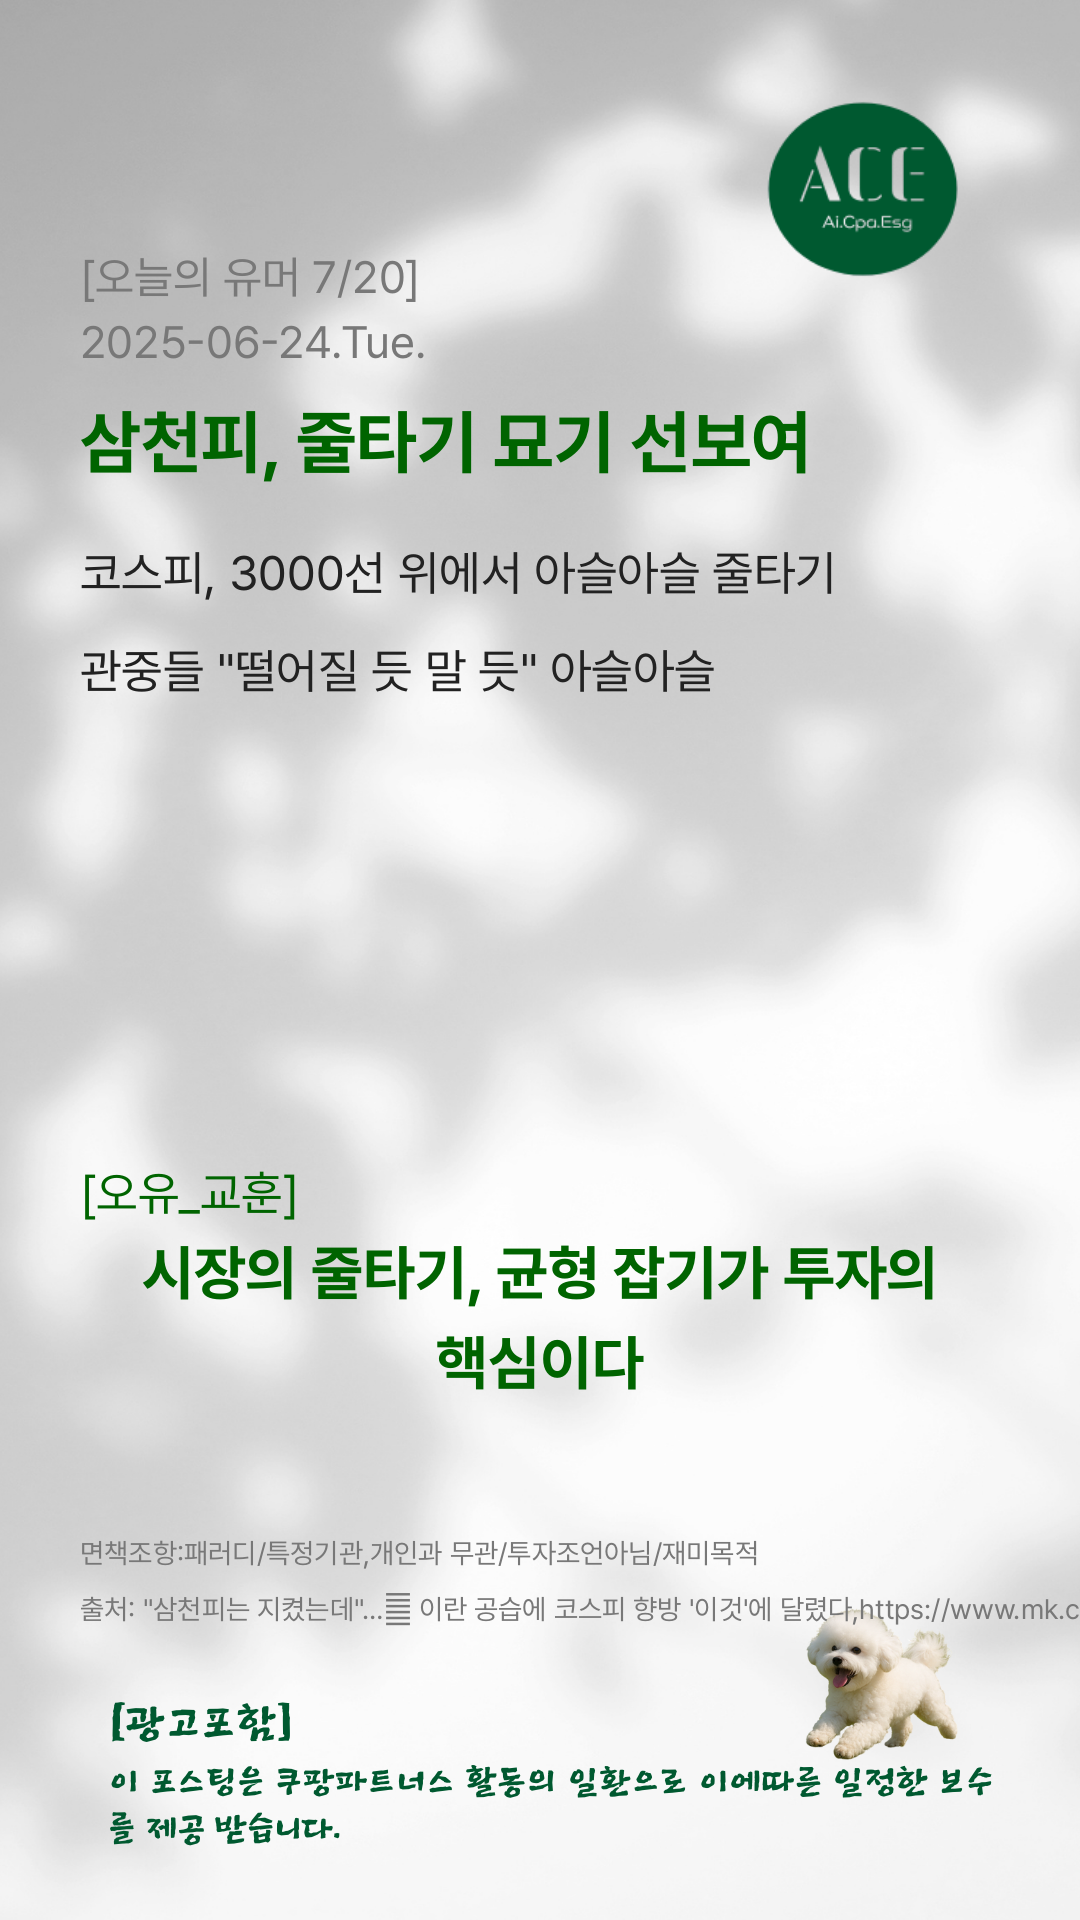 ACE
Ai.Cpa.Esg
[오늘의 유머 7/20]
2025-06-24.Tue.
삼천피, 줄타기 묘기 선보여
코스피, 3000선 위에서 아슬아슬 줄타기
관중들 "떨어질 듯 말 듯" 아슬아슬
[오유_교훈]
시장의 줄타기, 균형 잡기가 투자의
핵심이다
면책조항:패러디/특정기관,개인과 무관/투자조언아님/재미목적
출처: "삼천피는 지켰는데"... 이란 공습에 코스피 향방 '이것'에 달렸다,https://www.mk.c
[광고포함]
이 포스팅은 쿠팡파트너스 활동의 일환으로 이에따른 일정한 보수
를 제공 받습니다.